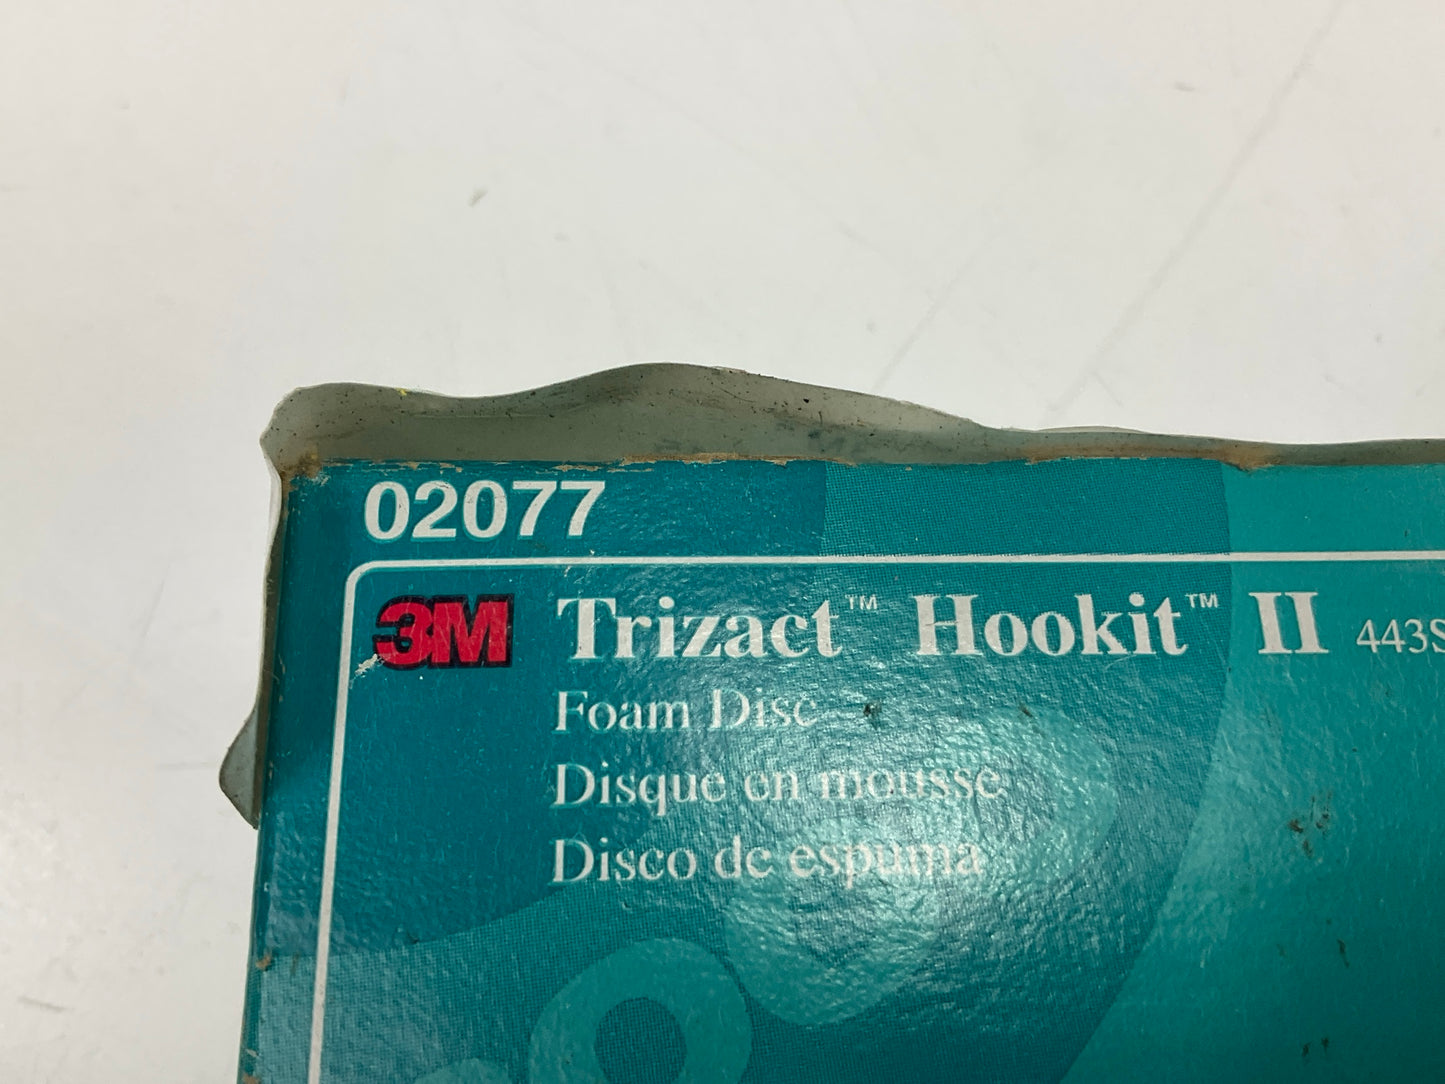 02077
3M Trizact™ Hookit™ II 443S
Foam Disc
Disque en mousse
Disco de espuma